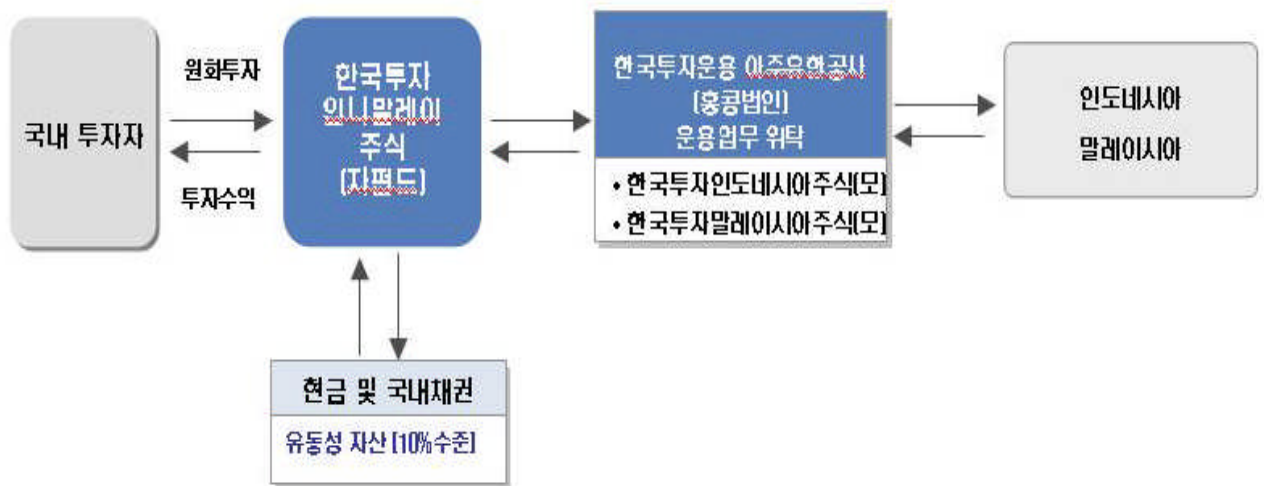 국내 투자자
원화투자
투자수익
한국투자
인니말레이
주식
(자펀드)
한국투자운용 아주유한공사
(홍콩법인)
운용업무 위탁
• 한국투자인도네시아주식(모)
• 한국투자말레이시아주식(모)
인도네시아
말레이시아
현금 및 국내채권
유동성 자산(10%수준)